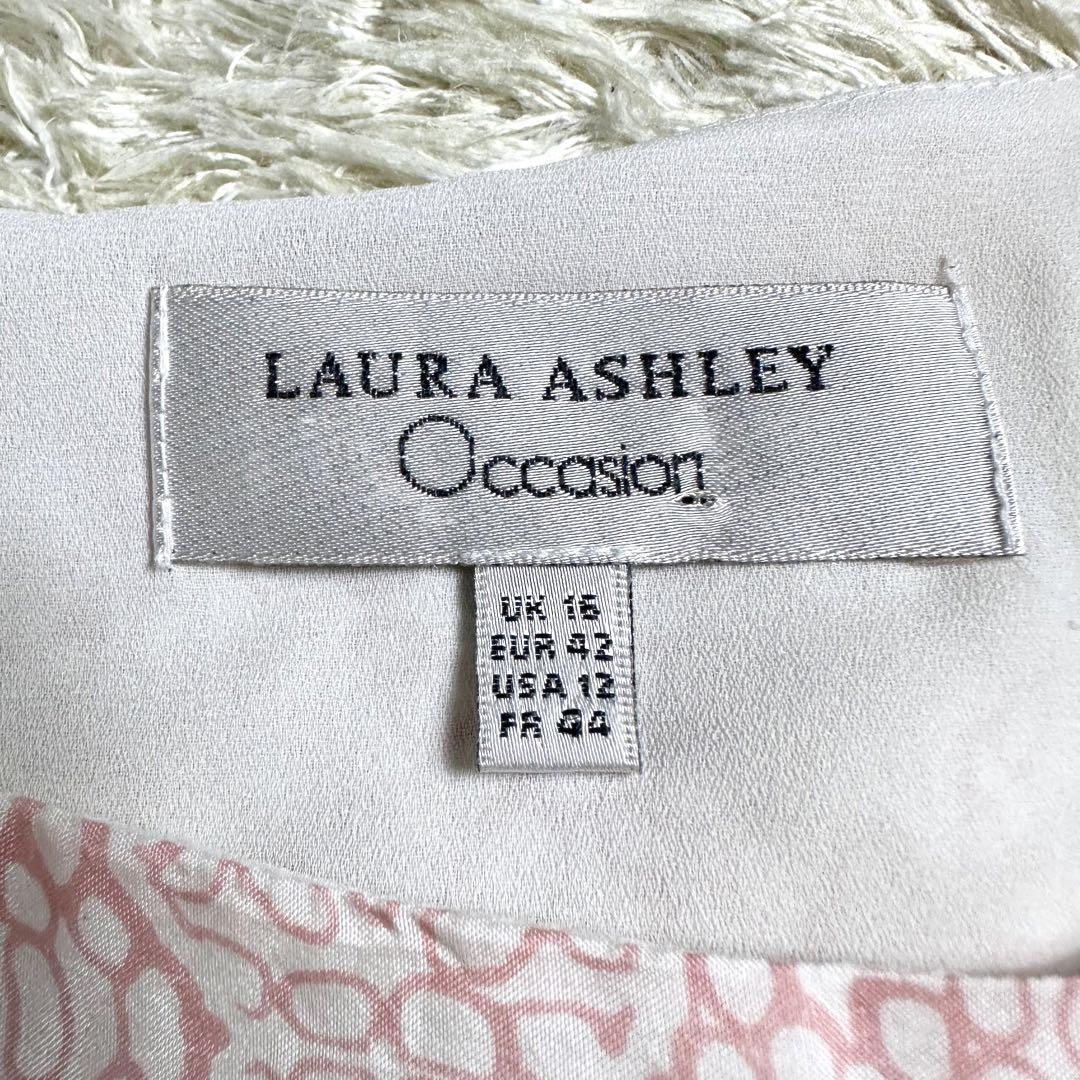 LAURA ASHLEY
Occasion
UK 16
EUR 42
USA 12
FR 44